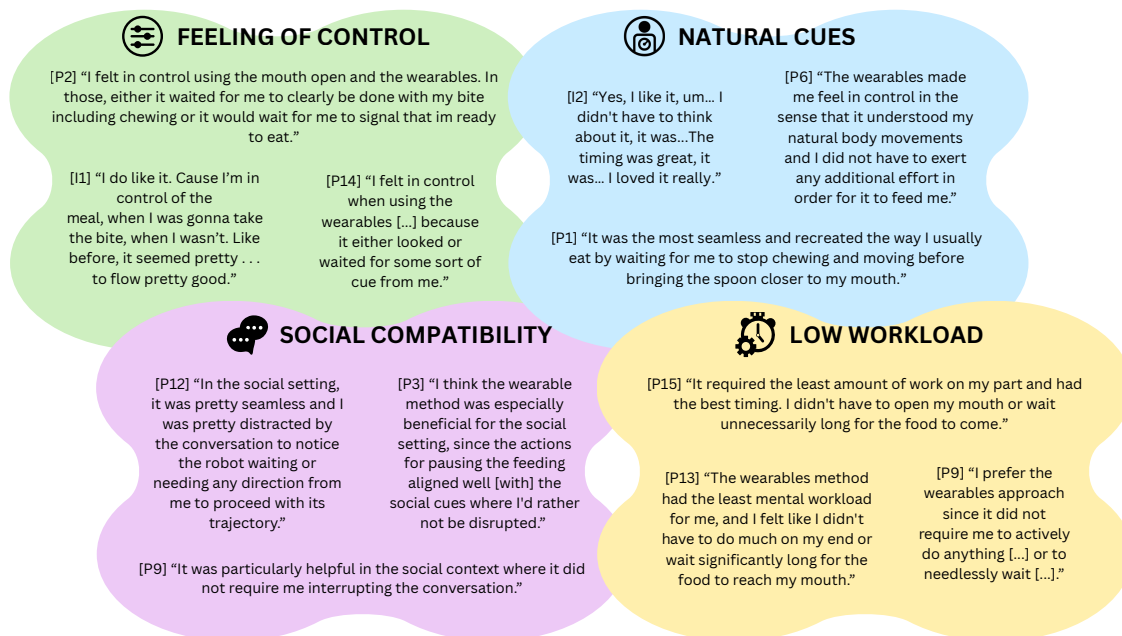 FEELING OF CONTROL
[P2] “I felt in control using the mouth open and the wearables. In
those, either it waited for me to clearly be done with my bite
including chewing or it would wait for me to signal that im ready
to eat.”
[I1] “I do like it. Cause I’m in
control of the
meal, when I was gonna take
the bite, when I wasn’t. Like
before, it seemed pretty . . .
to flow pretty good.”
[P14] “I felt in control
when using the
wearables [...] because
it either looked or
waited for some sort of
cue from me.”
NATURAL CUES
[I2] “Yes, I like it, um... I
didn't have to think
about it, it was...The
timing was great, it
was... I loved it really.”
[P6] “The wearables made
me feel in control in the
sense that it understood my
natural body movements
and I did not have to exert
any additional effort in
order for it to feed me.”
[P1] “It was the most seamless and recreated the way I usually
eat by waiting for me to stop chewing and moving before
bringing the spoon closer to my mouth.”
SOCIAL COMPATIBILITY
[P12] “In the social setting,
it was pretty seamless and I
was pretty distracted by
the conversation to notice
the robot waiting or
needing any direction from
me to proceed with its
trajectory.”
[P3] “I think the wearable
method was especially
beneficial for the social
setting, since the actions
for pausing the feeding
aligned well [with] the
social cues where I'd rather
not be disrupted.”
[P9] “It was particularly helpful in the social context where it did
not require me interrupting the conversation.”
LOW WORKLOAD
[P15] “It required the least amount of work on my part and had
the best timing. I didn't have to open my mouth or wait
unnecessarily long for the food to come.”
[P13] “The wearables method
had the least mental workload
for me, and I felt like I didn't
have to do much on my end or
wait significantly long for the
food to reach my mouth.”
[P9] “I prefer the
wearables approach
since it did not
require me to actively
do anything [...] or to
needlessly wait [...].”